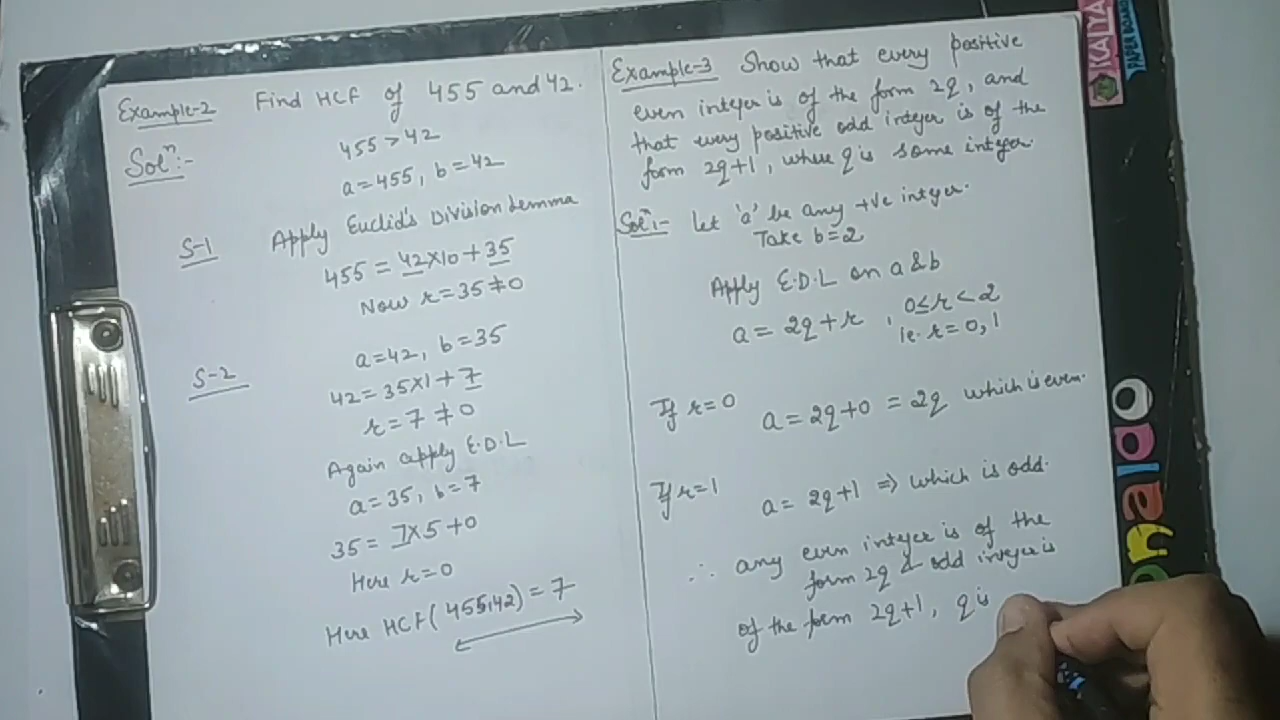 Example-2 Find HCF of 455 and 42.
Solⁿ:-
455>42
a=455, b=42
S-1 Apply Euclid's Division Lemma
455 = 42×10+35
Now r=35≠0
S-2 a=42, b=35
42=35×1+7
r=7≠0
Again apply E.D.L
a=35, b=7
35= 7×5+0
Here r=0
Here HCF(455,42)=7
Example-3 Show that every positive
even integer is of the form 2q, and
that every positive odd integer is of the
form 2q+1, where q is some integer.
Solⁿ:- Let 'a' be any +ve integer.
Take b=2
Apply E.D.L on a&b
a= 2q+r , 0≤r<2
ie. r=0,1
If r=0 a=2q+0 = 2q which is even.
If r=1 a= 2q+1 ⇒ which is odd.
∴ any even integer is of the
form 2q & odd integer is
of the form 2q+1, q is
KALYA
PAPER